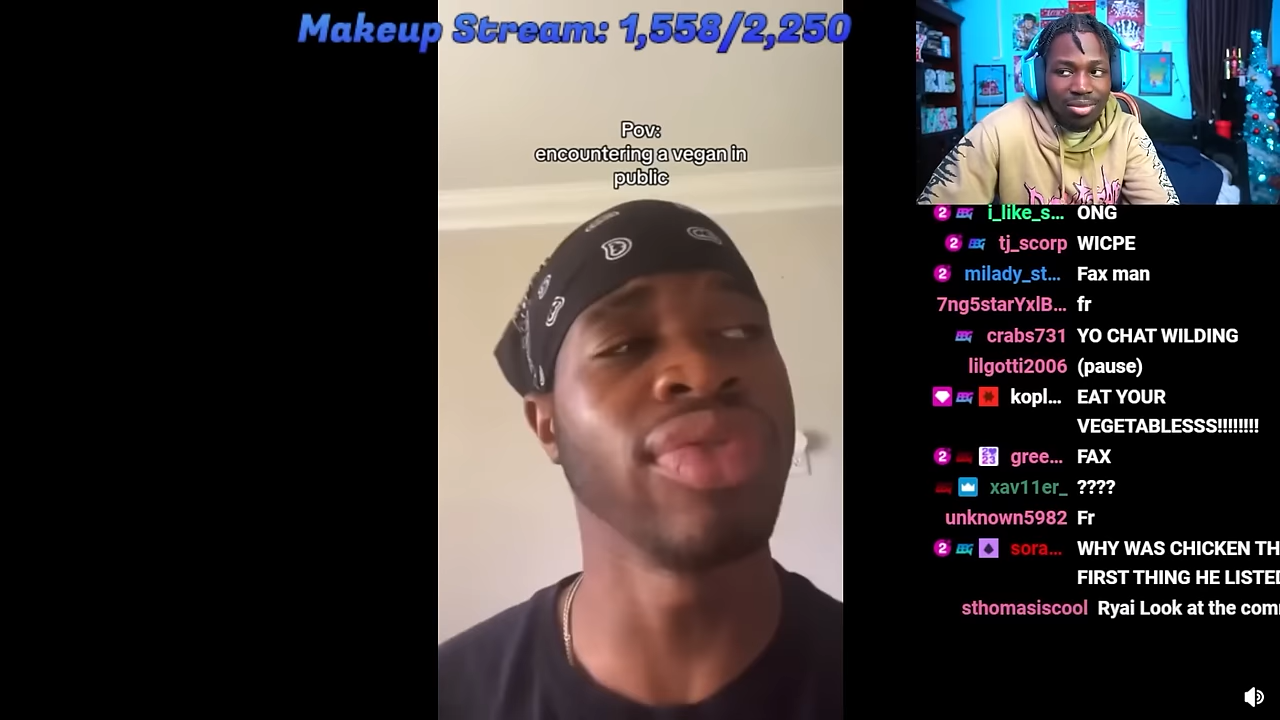 Makeup Stream: 1,558/2,250
Pov:
encountering a vegan in
public
i_like_s... ONG
tj_scorp WICPE
milady_st... Fax man
7ng5starYxlB... fr
crabs731 YO CHAT WILDING
lilgotti2006 (pause)
kopl... EAT YOUR
VEGETABLESSS!!!!!!!!
gree... FAX
xav11er_ ????
unknown5982 Fr
sora... WHY WAS CHICKEN TH
FIRST THING HE LISTED
sthomasiscool Ryai Look at the com